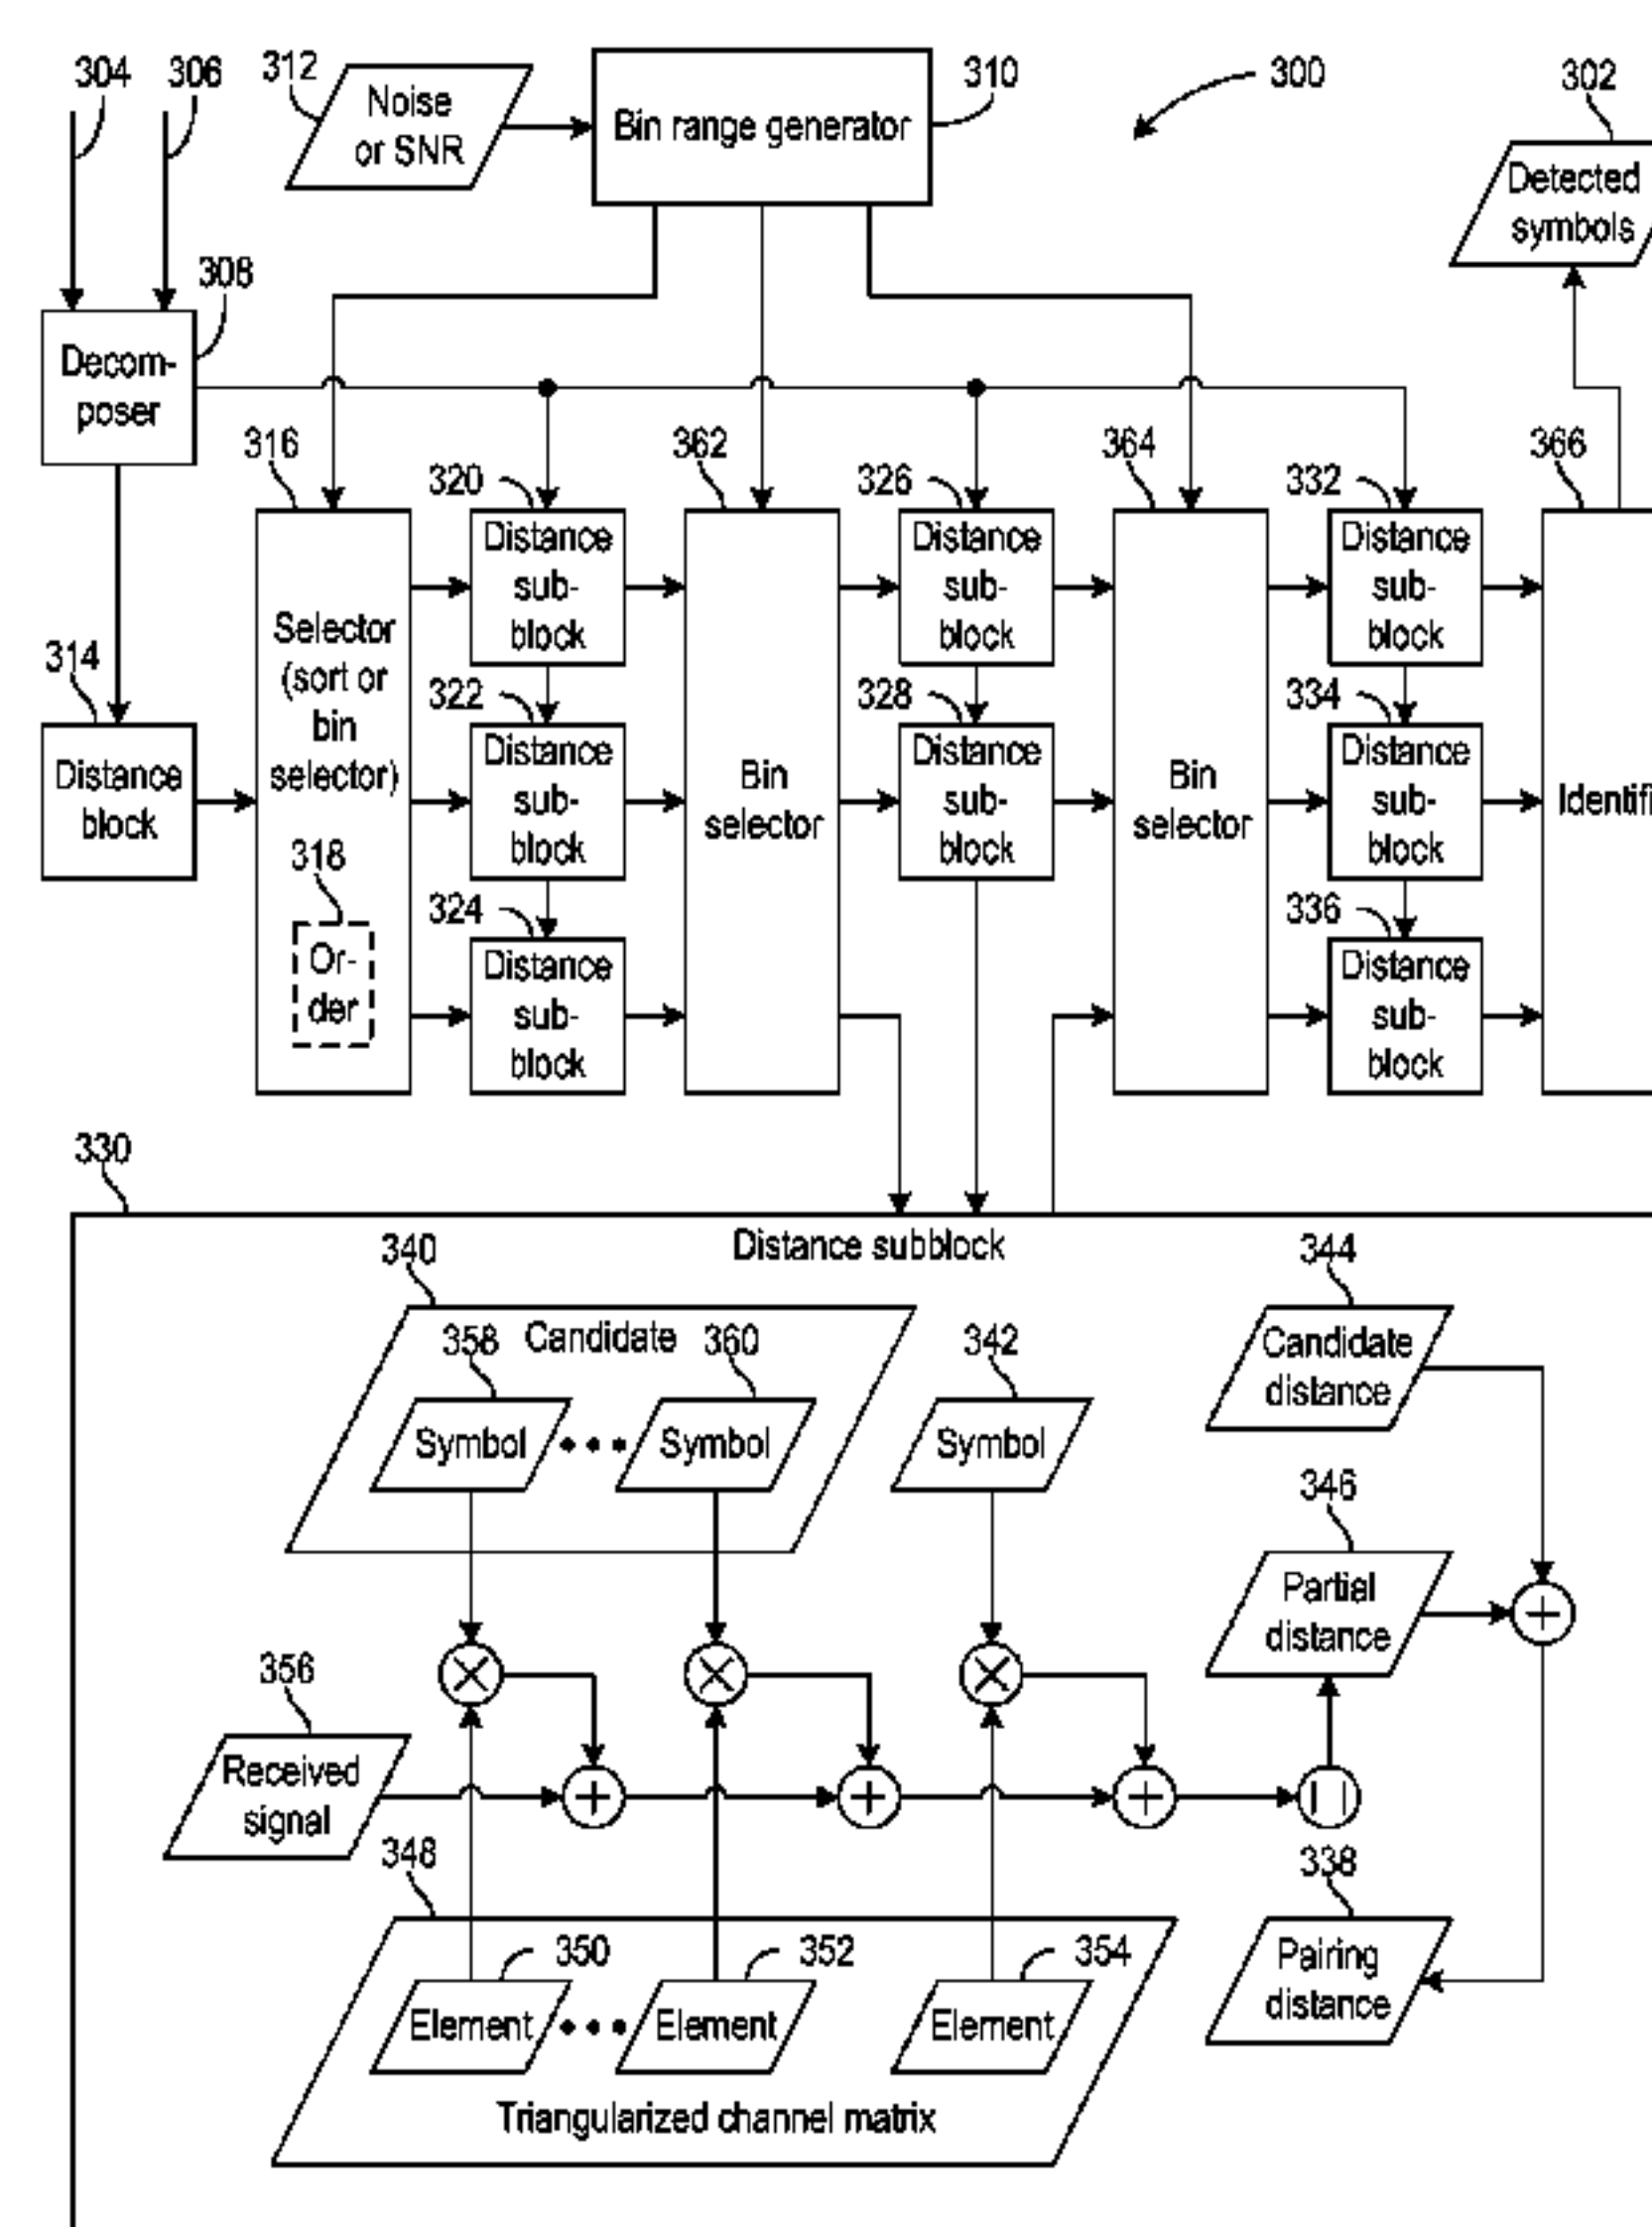 304
306
312
Noise
or SNR
Bin range generator
310
300
302
Detected
symbols
308
Decom-
poser
316
320
362
326
364
332
366
314
Distance
block
Selector
(sort or
bin
selector)
318
Or-
der
Distance
sub-
block
322
Distance
sub-
block
324
Distance
sub-
block
Bin
selector
Distance
sub-
block
328
Distance
sub-
block
Bin
selector
Distance
sub-
block
334
Distance
sub-
block
336
Distance
sub-
block
Identifi
330
Distance subblock
340
358
Candidate
360
342
344
Symbol
Symbol
Symbol
Candidate
distance
346
Partial
distance
356
Received
signal
348
350
352
354
Element
Element
Element
Triangularized channel matrix
338
Pairing
distance